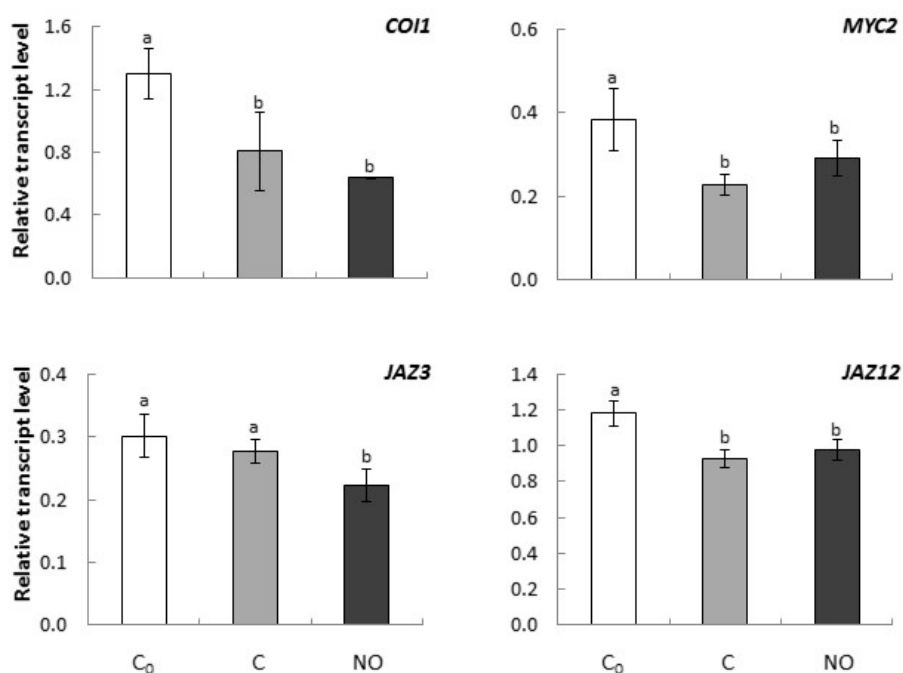 COI1
Relative transcript level
1.6
1.2
0.8
0.4
0.0
a
b
b
MYC2
0.6
0.4
0.2
0.0
a
b
b
JAZ3
Relative transcript level
0.4
0.3
0.2
0.1
0.0
a
a
b
C₀
C
NO
JAZ12
1.4
1.2
1.0
0.8
0.6
0.4
0.2
0.0
a
b
b
C₀
C
NO